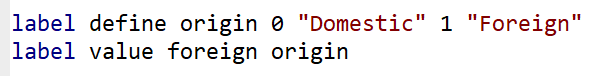 label define origin 0 "Domestic" 1 "Foreign"
label value foreign origin